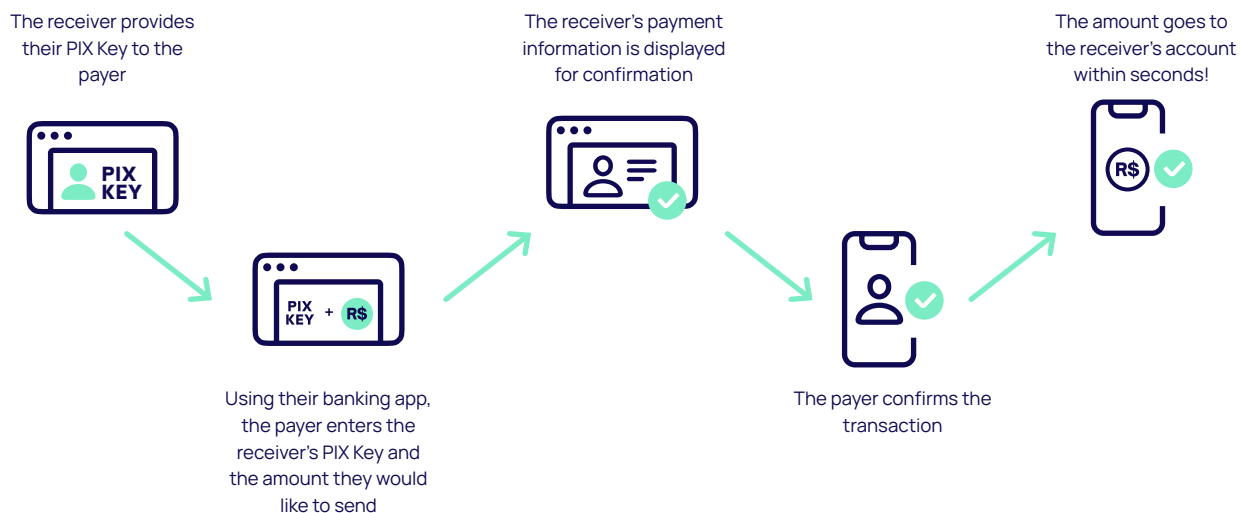 The receiver provides
their PIX Key to the
payer
PIX
KEY
PIX
KEY
+
R$
Using their banking app,
the payer enters the
receiver's PIX Key and
the amount they would
like to send
The receiver's payment
information is displayed
for confirmation
The payer confirms the
transaction
The amount goes to
the receiver's account
within seconds!
R$